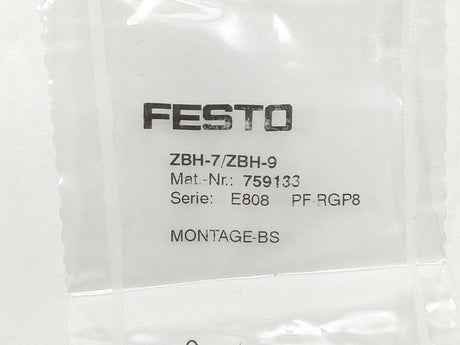 FESTO
ZBH-7/ZBH-9
Mat.-Nr.: 759133
Serie: E808 PF-RGP8
MONTAGE-BS